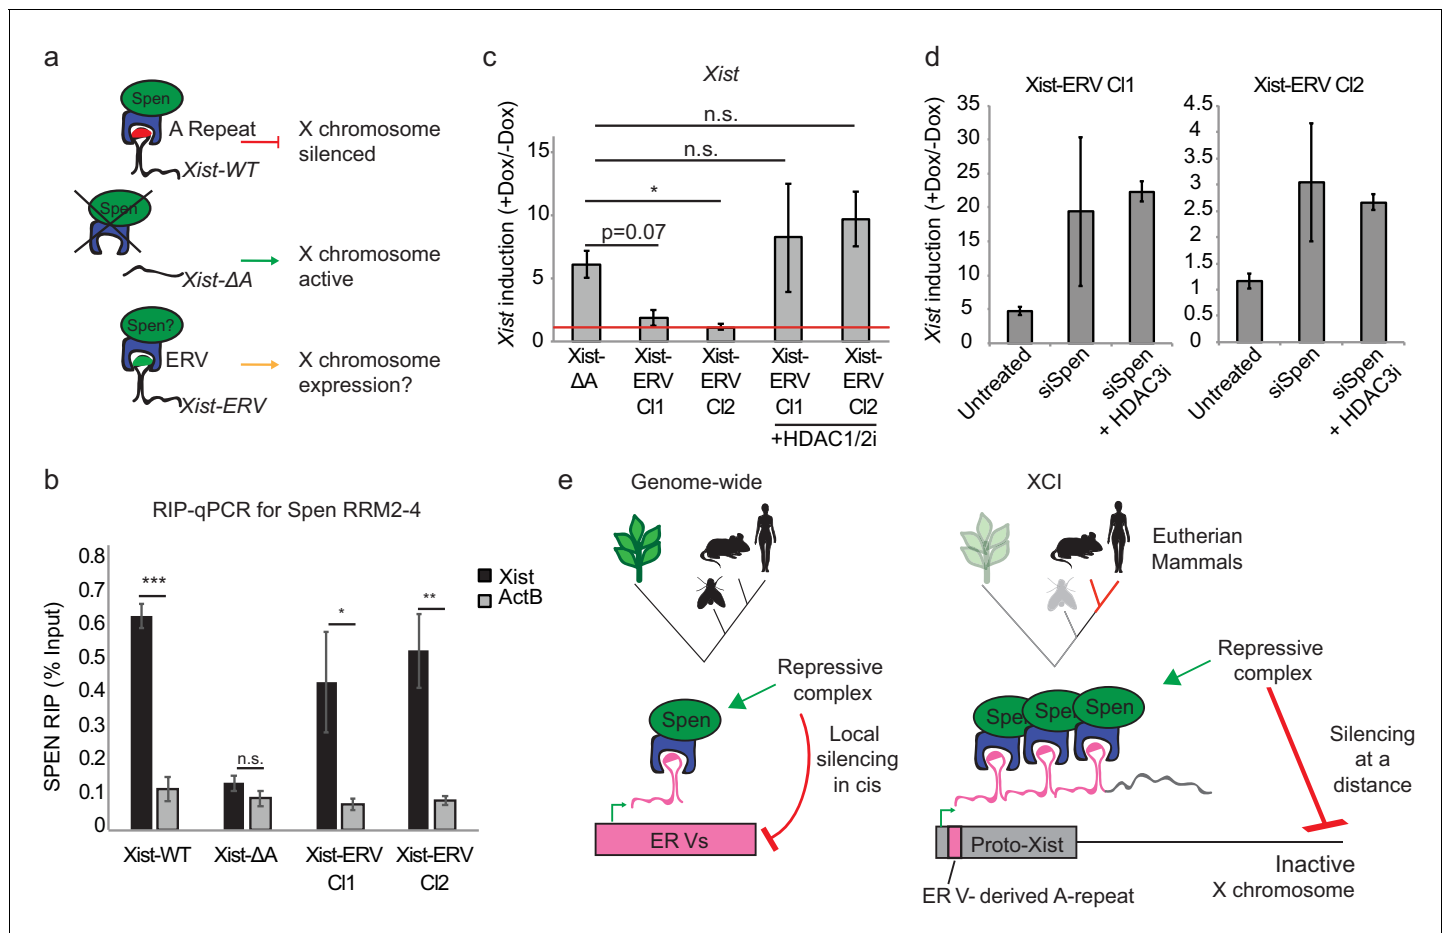 a
Spen
A Repeat
Xist-WT
X chromosome
silenced
Spen
Xist-ΔA
X chromosome
active
Spen?
ERV
Xist-ERV
X chromosome
expression?
b
RIP-qPCR for Spen RRM2-4
SPEN RIP (% Input)
0.8
0.7
0.6
0.5
0.4
0.3
0.2
0.1
0
***
n.s.
*
**
Xist
ActB
Xist-WT
Xist-ΔA
Xist-ERV
Cl1
Xist-ERV
Cl2
c
Xist
Xist induction (+Dox/-Dox)
15
10
5
0
n.s.
n.s.
*
p=0.07
Xist-
ΔA
Xist-
ERV
Cl1
Xist-
ERV
Cl2
Xist-
ERV
Cl1
Xist-
ERV
Cl2
+HDAC1/2i
d
Xist-ERV Cl1
Xist induction (+Dox/-Dox)
35
30
25
20
15
10
5
0
Untreated
siSpen
siSpen
+ HDAC3i
Xist-ERV Cl2
4.5
4
3.5
3
2.5
2
1.5
1
0.5
0
Untreated
siSpen
siSpen
+ HDAC3i
e
Genome-wide
Repressive
complex
Spen
Local
silencing
in cis
ER Vs
XCI
Eutherian
Mammals
Repressive
complex
Spen
Spen
Spen
Silencing
at a
distance
Proto-Xist
Inactive
X chromosome
ER V- derived A-repeat